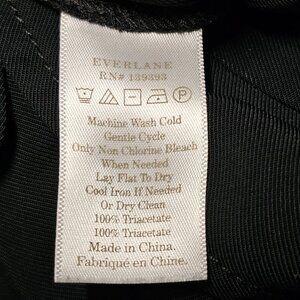 EVERLANE
RN# 139393
P
Machine Wash Cold
Gentle Cycle
Only Non Chlorine Bleach
When Needed
Lay Flat To Dry
Cool Iron If Needed
Or Dry Clean
100% Triacetate
100% Triacetate
Made in China.
Fabriqué en Chine.